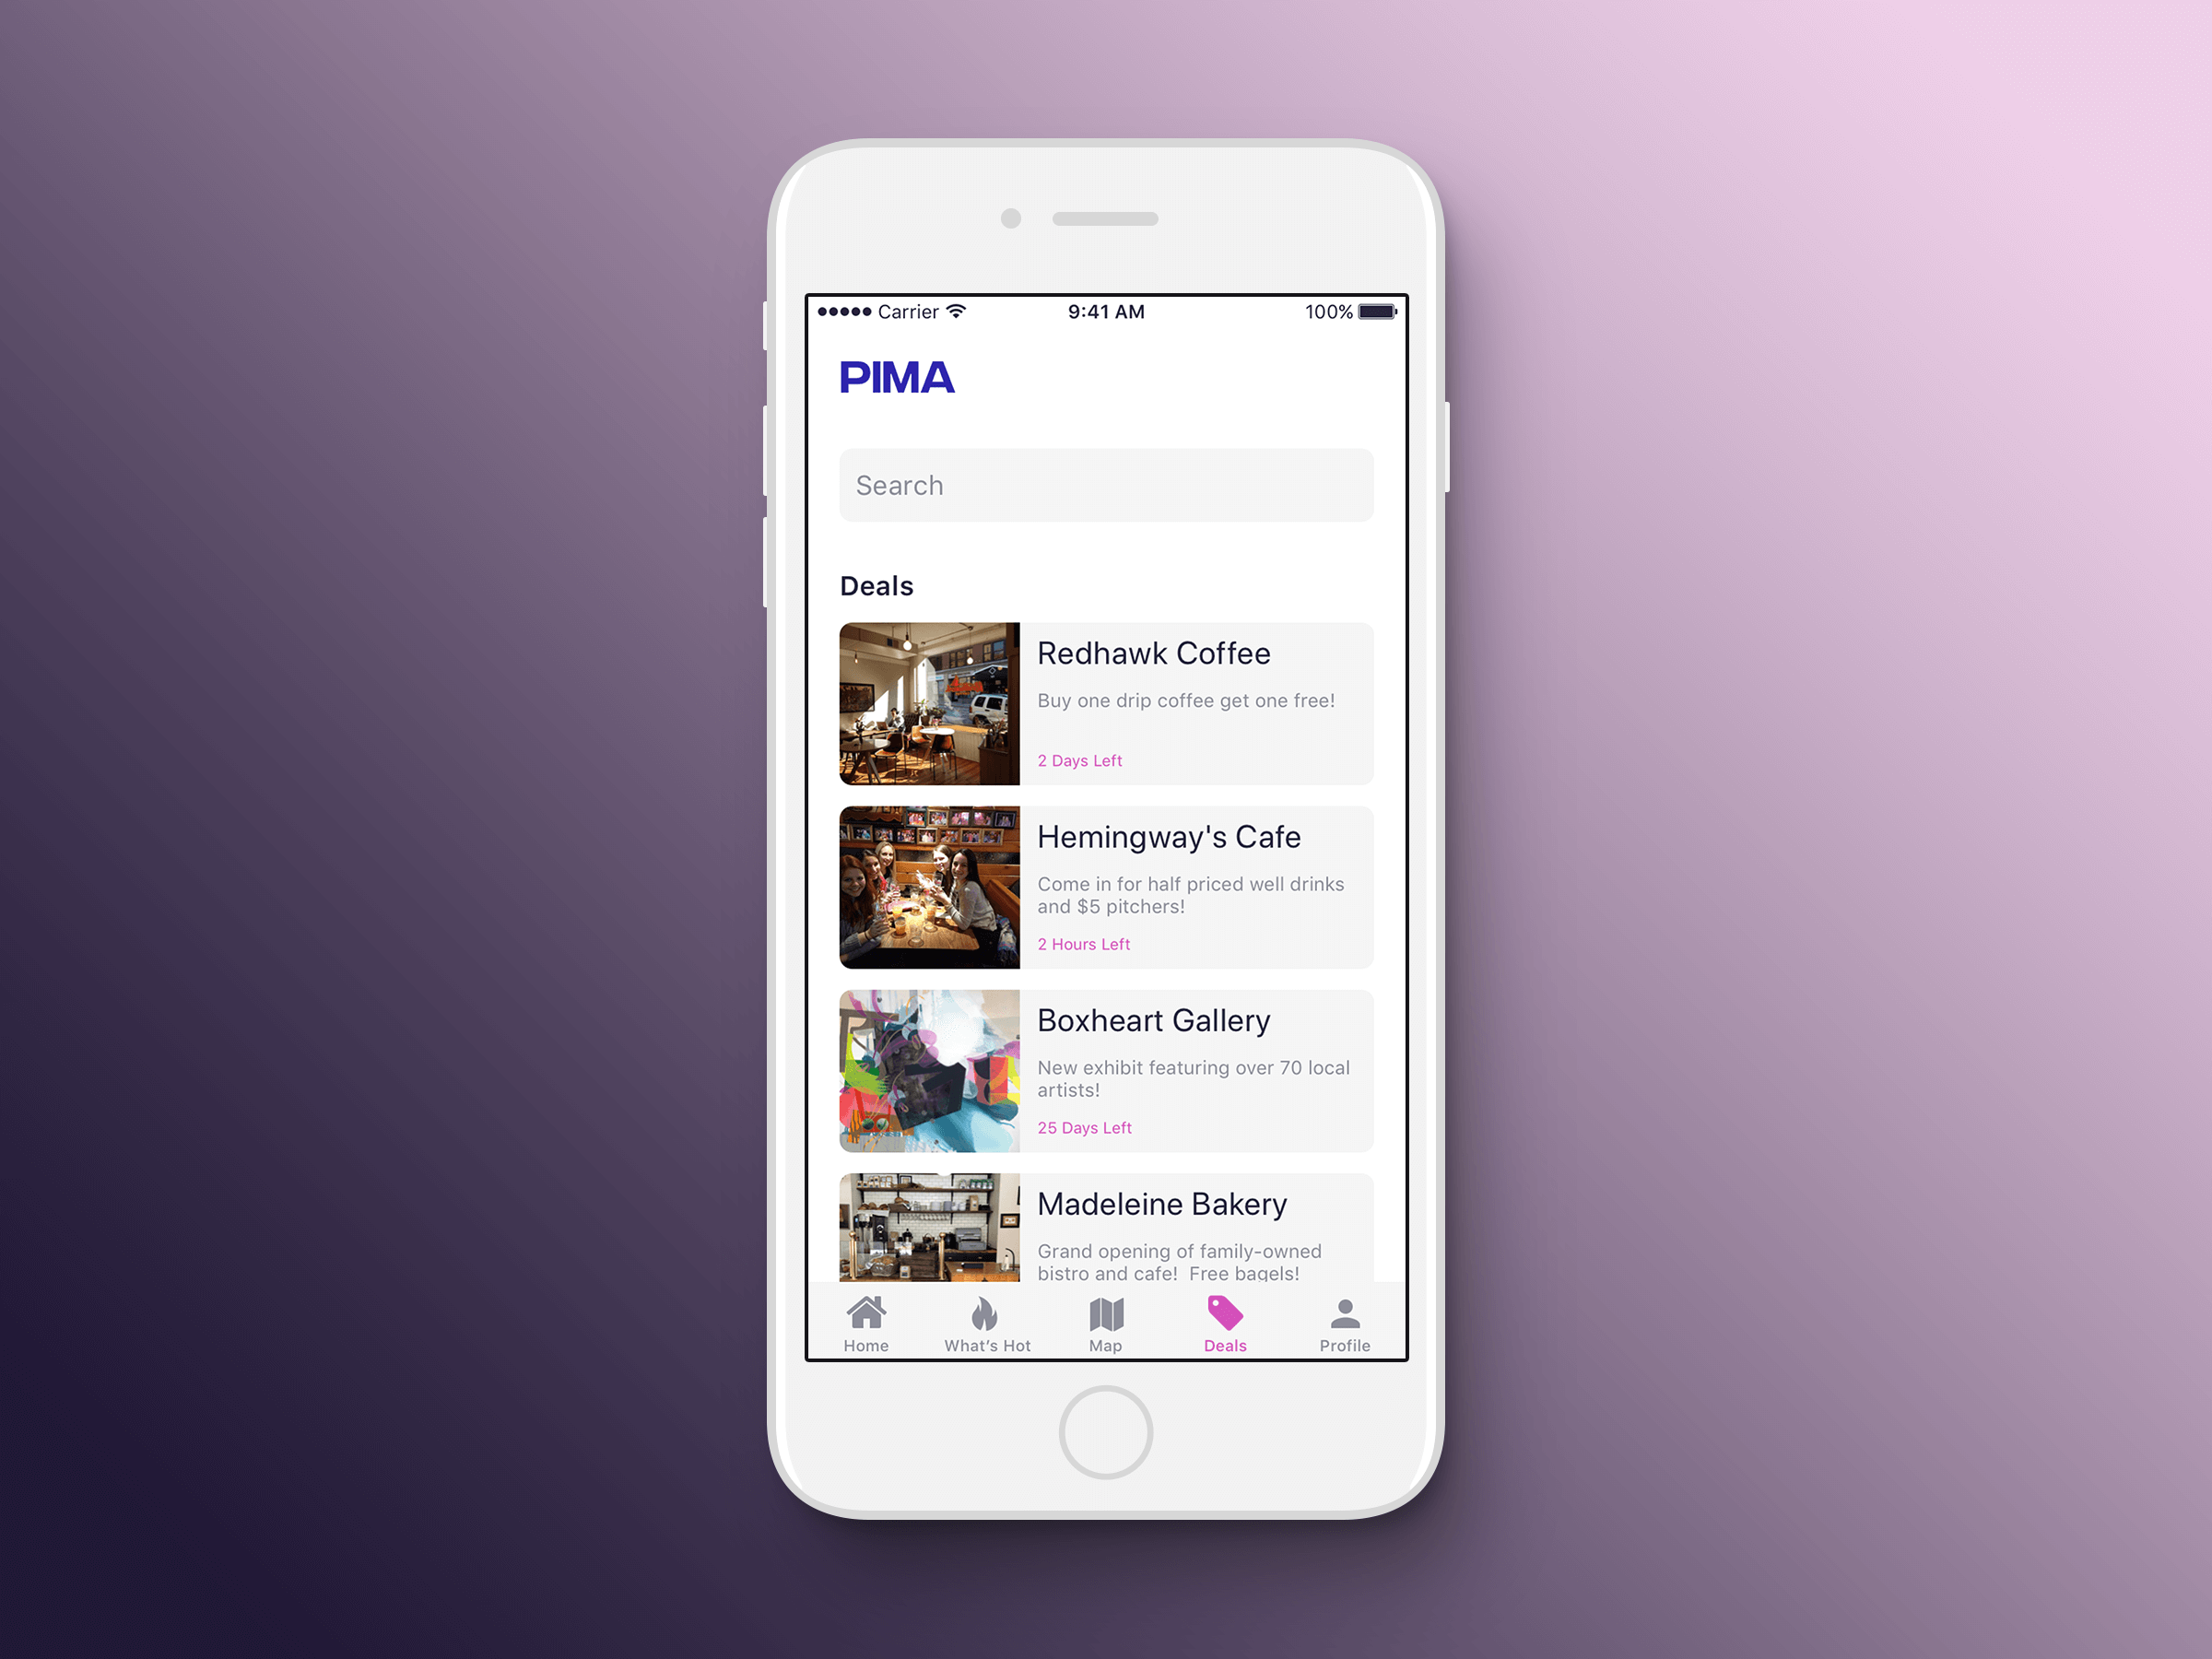 Carrier 9:41 AM 100%
PIMA
Search
Deals
Redhawk Coffee
Buy one drip coffee get one free!
2 Days Left
Hemingway's Cafe
Come in for half priced well drinks
and $5 pitchers!
2 Hours Left
Boxheart Gallery
New exhibit featuring over 70 local
artists!
25 Days Left
Madeleine Bakery
Grand opening of family-owned
bistro and cafe!  Free bagels!
Home What’s Hot Map Deals Profile